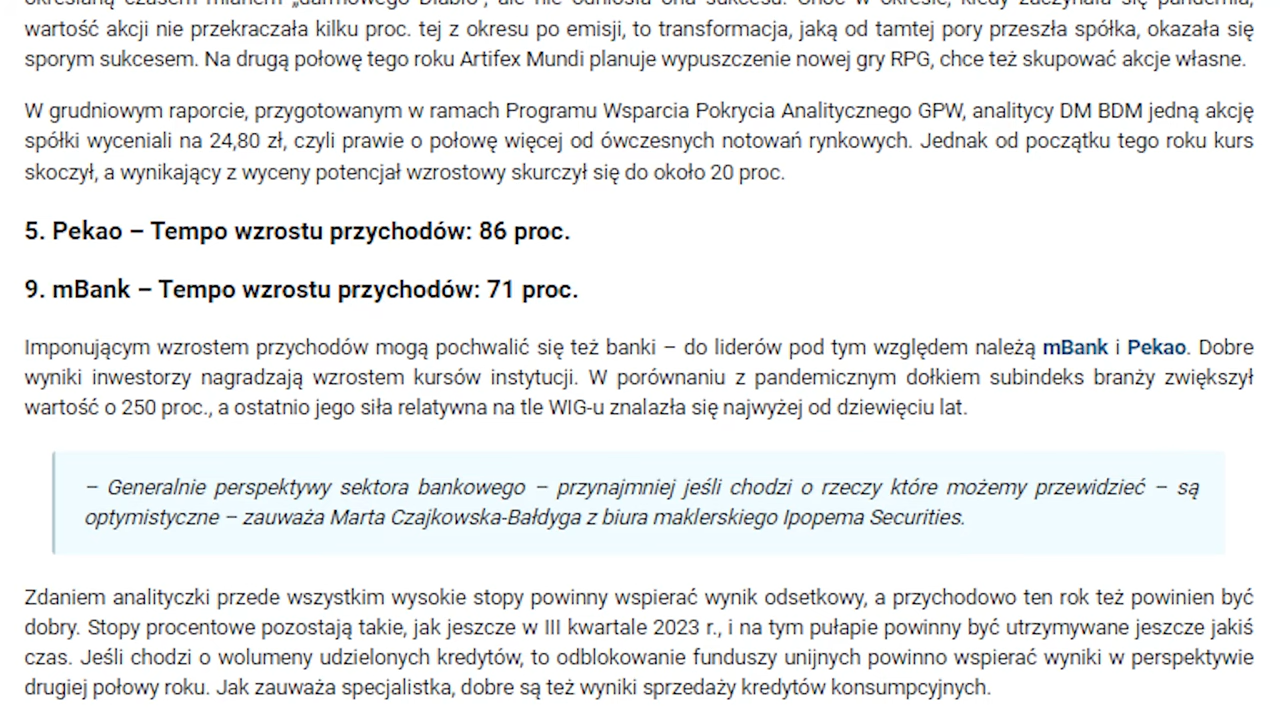 określaną czasem mianem „darmowego Diablo”, ale nie odniosła ona sukcesu. Choć w okresie, kiedy zaczynała się pandemia,
wartość akcji nie przekraczała kilku proc. tej z okresu po emisji, to transformacja, jaką od tamtej pory przeszła spółka, okazała się
sporym sukcesem. Na drugą połowę tego roku Artifex Mundi planuje wypuszczenie nowej gry RPG, chce też skupować akcje własne.
W grudniowym raporcie, przygotowanym w ramach Programu Wsparcia Pokrycia Analitycznego GPW, analitycy DM BDM jedną akcję
spółki wyceniali na 24,80 zł, czyli prawie o połowę więcej od ówczesnych notowań rynkowych. Jednak od początku tego roku kurs
skoczył, a wynikający z wyceny potencjał wzrostowy skurczył się do około 20 proc.
5. Pekao – Tempo wzrostu przychodów: 86 proc.
9. mBank – Tempo wzrostu przychodów: 71 proc.
Imponującym wzrostem przychodów mogą pochwalić się też banki – do liderów pod tym względem należą mBank i Pekao. Dobre
wyniki inwestorzy nagradzają wzrostem kursów instytucji. W porównaniu z pandemicznym dołkiem subindeks branży zwiększył
wartość o 250 proc., a ostatnio jego siła relatywna na tle WIG-u znalazła się najwyżej od dziewięciu lat.
– Generalnie perspektywy sektora bankowego – przynajmniej jeśli chodzi o rzeczy które możemy przewidzieć – są
optymistyczne – zauważa Marta Czajkowska-Bałdyga z biura maklerskiego Ipopema Securities.
Zdaniem analityczki przede wszystkim wysokie stopy powinny wspierać wynik odsetkowy, a przychodowo ten rok też powinien być
dobry. Stopy procentowe pozostają takie, jak jeszcze w III kwartale 2023 r., i na tym pułapie powinny być utrzymywane jeszcze jakiś
czas. Jeśli chodzi o wolumeny udzielonych kredytów, to odblokowanie funduszy unijnych powinno wspierać wyniki w perspektywie
drugiej połowy roku. Jak zauważa specjalistka, dobre są też wyniki sprzedaży kredytów konsumpcyjnych.